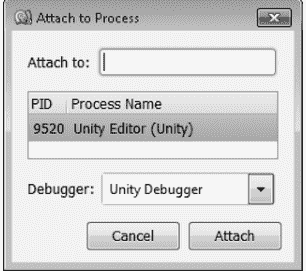 Attach to Process
Attach to:
PID Process Name
9520 Unity Editor (Unity)
Debugger: Unity Debugger
Cancel Attach